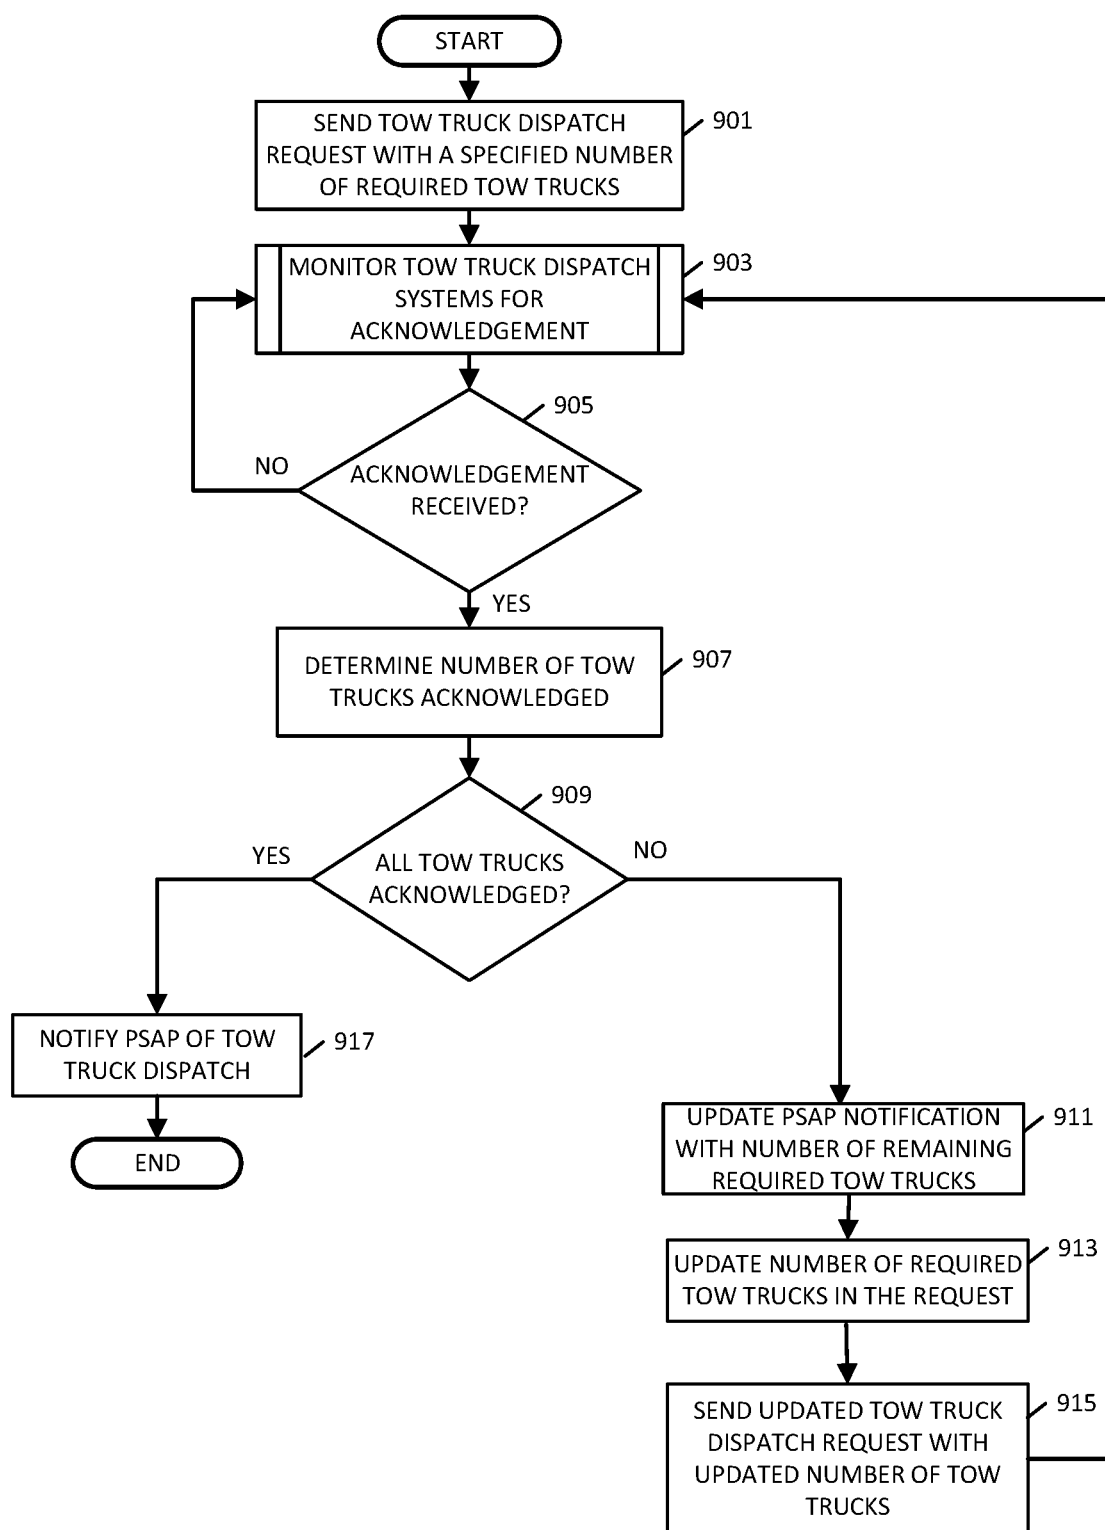 START
SEND TOW TRUCK DISPATCH
REQUEST WITH A SPECIFIED NUMBER
OF REQUIRED TOW TRUCKS
901
MONITOR TOW TRUCK DISPATCH
SYSTEMS FOR
ACKNOWLEDGEMENT
903
905
ACKNOWLEDGEMENT
RECEIVED?
NO
YES
DETERMINE NUMBER OF TOW
TRUCKS ACKNOWLEDGED
907
909
ALL TOW TRUCKS
ACKNOWLEDGED?
YES
NO
NOTIFY PSAP OF TOW
TRUCK DISPATCH
917
END
UPDATE PSAP NOTIFICATION
WITH NUMBER OF REMAINING
REQUIRED TOW TRUCKS
911
UPDATE NUMBER OF REQUIRED
TOW TRUCKS IN THE REQUEST
913
SEND UPDATED TOW TRUCK
DISPATCH REQUEST WITH
UPDATED NUMBER OF TOW
TRUCKS
915